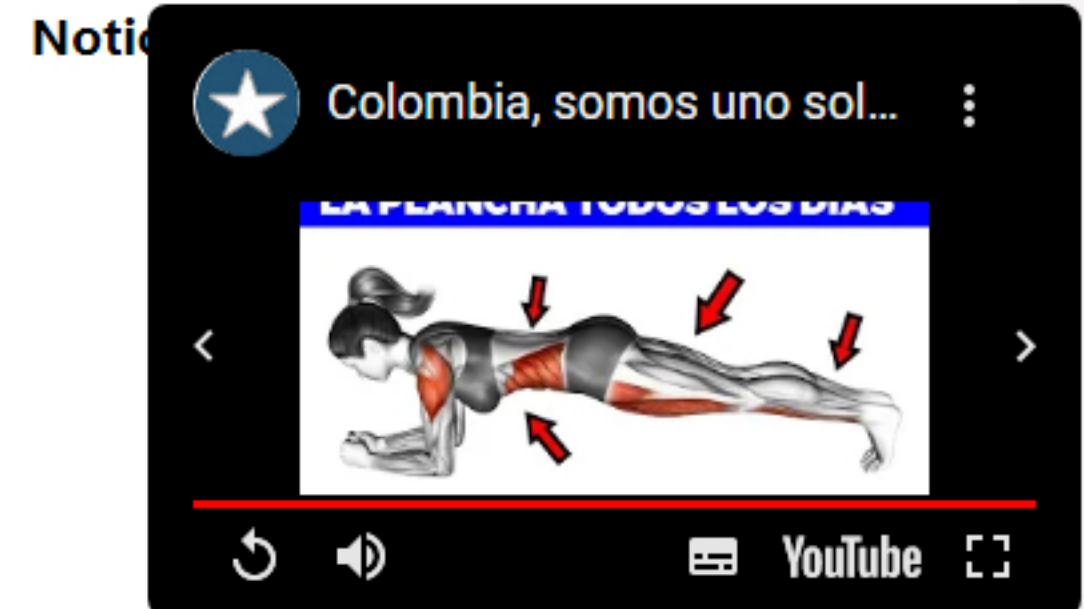 Notic
Colombia, somos uno sol...
LA PLANCHA TODOS LOS DIAS
YouTube